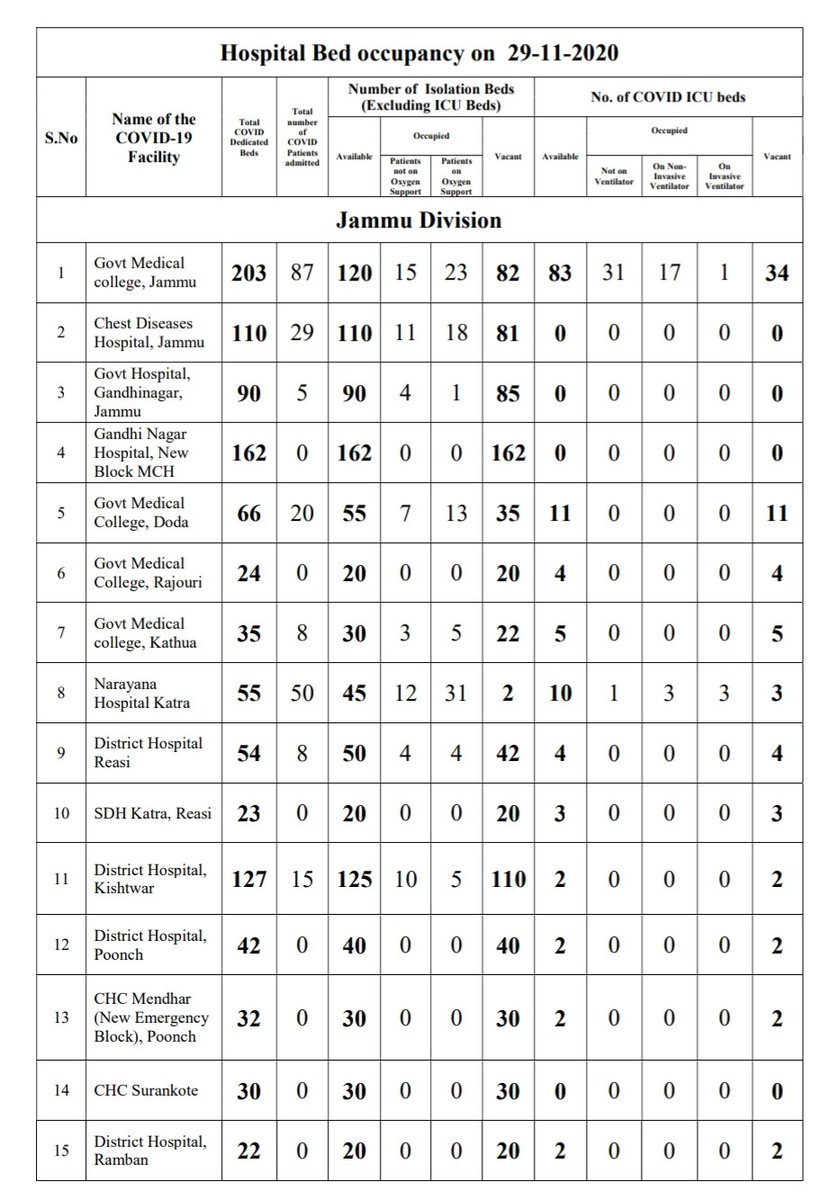 Hospital Bed occupancy on 29-11-2020
S.No
Name of the
COVID-19
Facility
Total
COVID
Dedicated
Beds
Total
number
of
COVID
Patients
admitted
Number of Isolation Beds
(Excluding ICU Beds)
No. of COVID ICU beds
Available
Occupied
Patients
not on
Oxygen
Support
Patients
on
Oxygen
Support
Vacant
Available
Occupied
Not on
Ventilator
On Non-
Invasive
Ventilator
On
Invasive
Ventilator
Vacant
Jammu Division
1 Govt Medical
college, Jammu 203 87 120 15 23 82 83 31 17 1 34
2 Chest Diseases
Hospital, Jammu 110 29 110 11 18 81 0 0 0 0 0
3 Govt Hospital,
Gandhinagar,
Jammu 90 5 90 4 1 85 0 0 0 0 0
4 Gandhi Nagar
Hospital, New
Block MCH 162 0 162 0 0 162 0 0 0 0 0
5 Govt Medical
College, Doda 66 20 55 7 13 35 11 0 0 0 11
6 Govt Medical
College, Rajouri 24 0 20 0 0 20 4 0 0 0 4
7 Govt Medical
college, Kathua 35 8 30 3 5 22 5 0 0 0 5
8 Narayana
Hospital Katra 55 50 45 12 31 2 10 1 3 3 3
9 District Hospital
Reasi 54 8 50 4 4 42 4 0 0 0 4
10 SDH Katra, Reasi 23 0 20 0 0 20 3 0 0 0 3
11 District Hospital,
Kishtwar 127 15 125 10 5 110 2 0 0 0 2
12 District Hospital,
Poonch 42 0 40 0 0 40 2 0 0 0 2
13 CHC Mendhar
(New Emergency
Block), Poonch 32 0 30 0 0 30 2 0 0 0 2
14 CHC Surankote 30 0 30 0 0 30 0 0 0 0 0
15 District Hospital,
Ramban 22 0 20 0 0 20 2 0 0 0 2